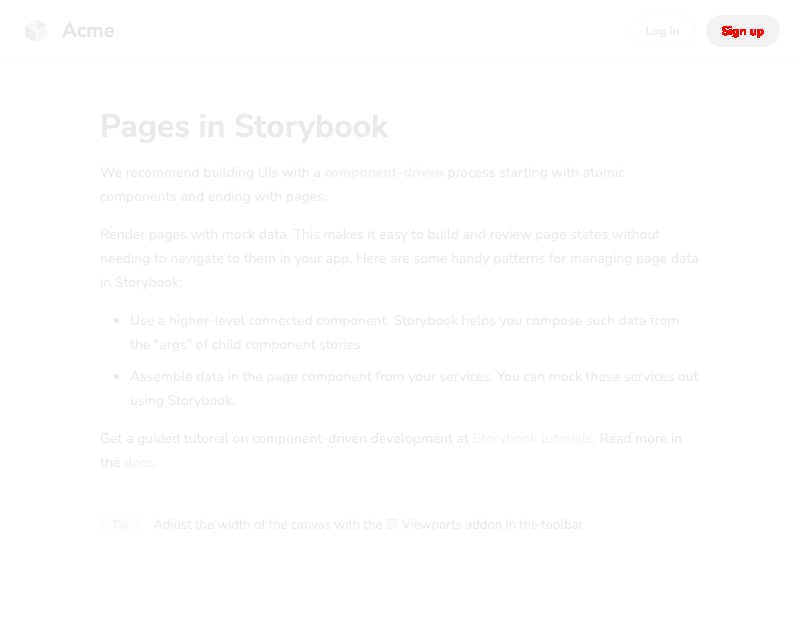 Acme
Log in
Sign up
Pages in Storybook
We recommend building UIs with a component-driven process starting with atomic
components and ending with pages.
Render pages with mock data. This makes it easy to build and review page states without
needing to navigate to them in your app. Here are some handy patterns for managing page data
in Storybook:
Use a higher-level connected component. Storybook helps you compose such data from
the "args" of child component stories
Assemble data in the page component from your services. You can mock these services out
using Storybook.
Get a guided tutorial on component-driven development at Storybook tutorials. Read more in
the docs.
Tip
Adjust the width of the canvas with the Viewports addon in the toolbar